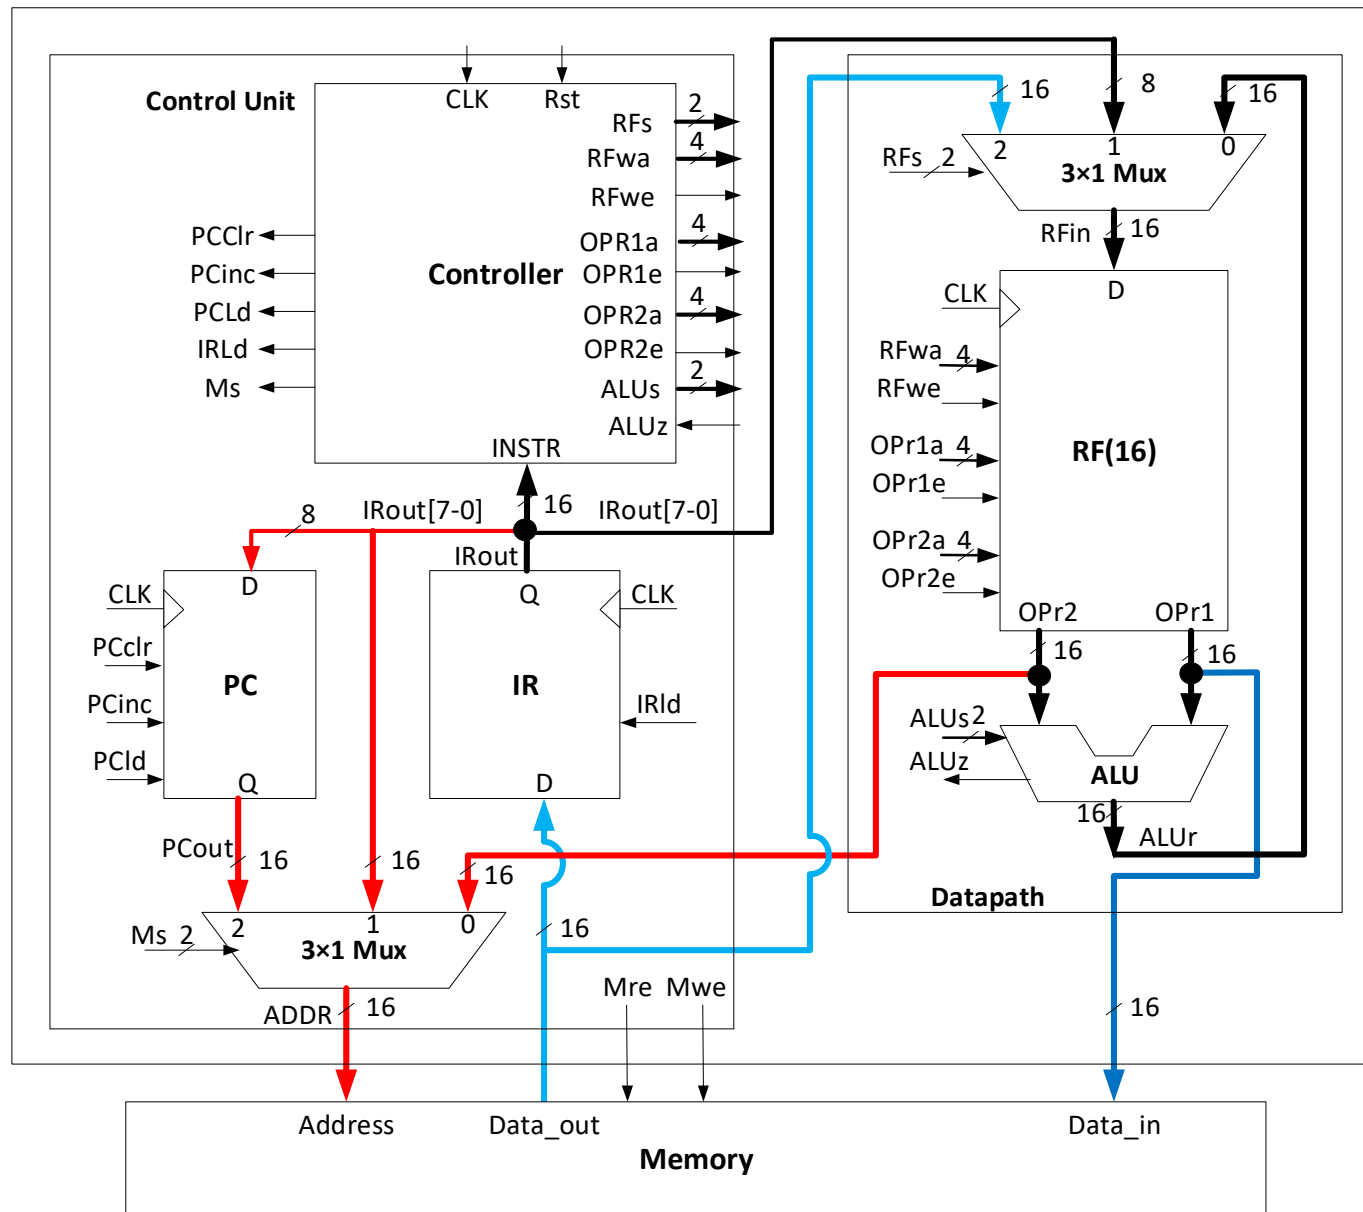 Control Unit
CLK
Rst
RFs
2
RFwa
4
RFwe
OPR1a
4
OPR1e
OPR2a
4
OPR2e
ALUs
2
ALUz
PCClr
PCinc
PCLd
IRLd
Ms
Controller
INSTR
16
IRout[7-0]
IRout[7-0]
8
IRout
D
CLK
PCclr
PCinc
PCld
PC
Q
Q
CLK
IR
IRld
D
PCout
16
16
16
2
1
0
Ms
2
3×1 Mux
16
ADDR
16
Mre
Mwe
16
8
16
2
1
0
RFs
2
3×1 Mux
RFin
16
D
CLK
RFwa
4
RFwe
OPr1a
4
OPr1e
OPr2a
4
OPr2e
RF(16)
OPr2
OPr1
16
16
ALUs
2
ALUz
ALU
16
ALUr
Datapath
16
Address
Data_out
Data_in
Memory